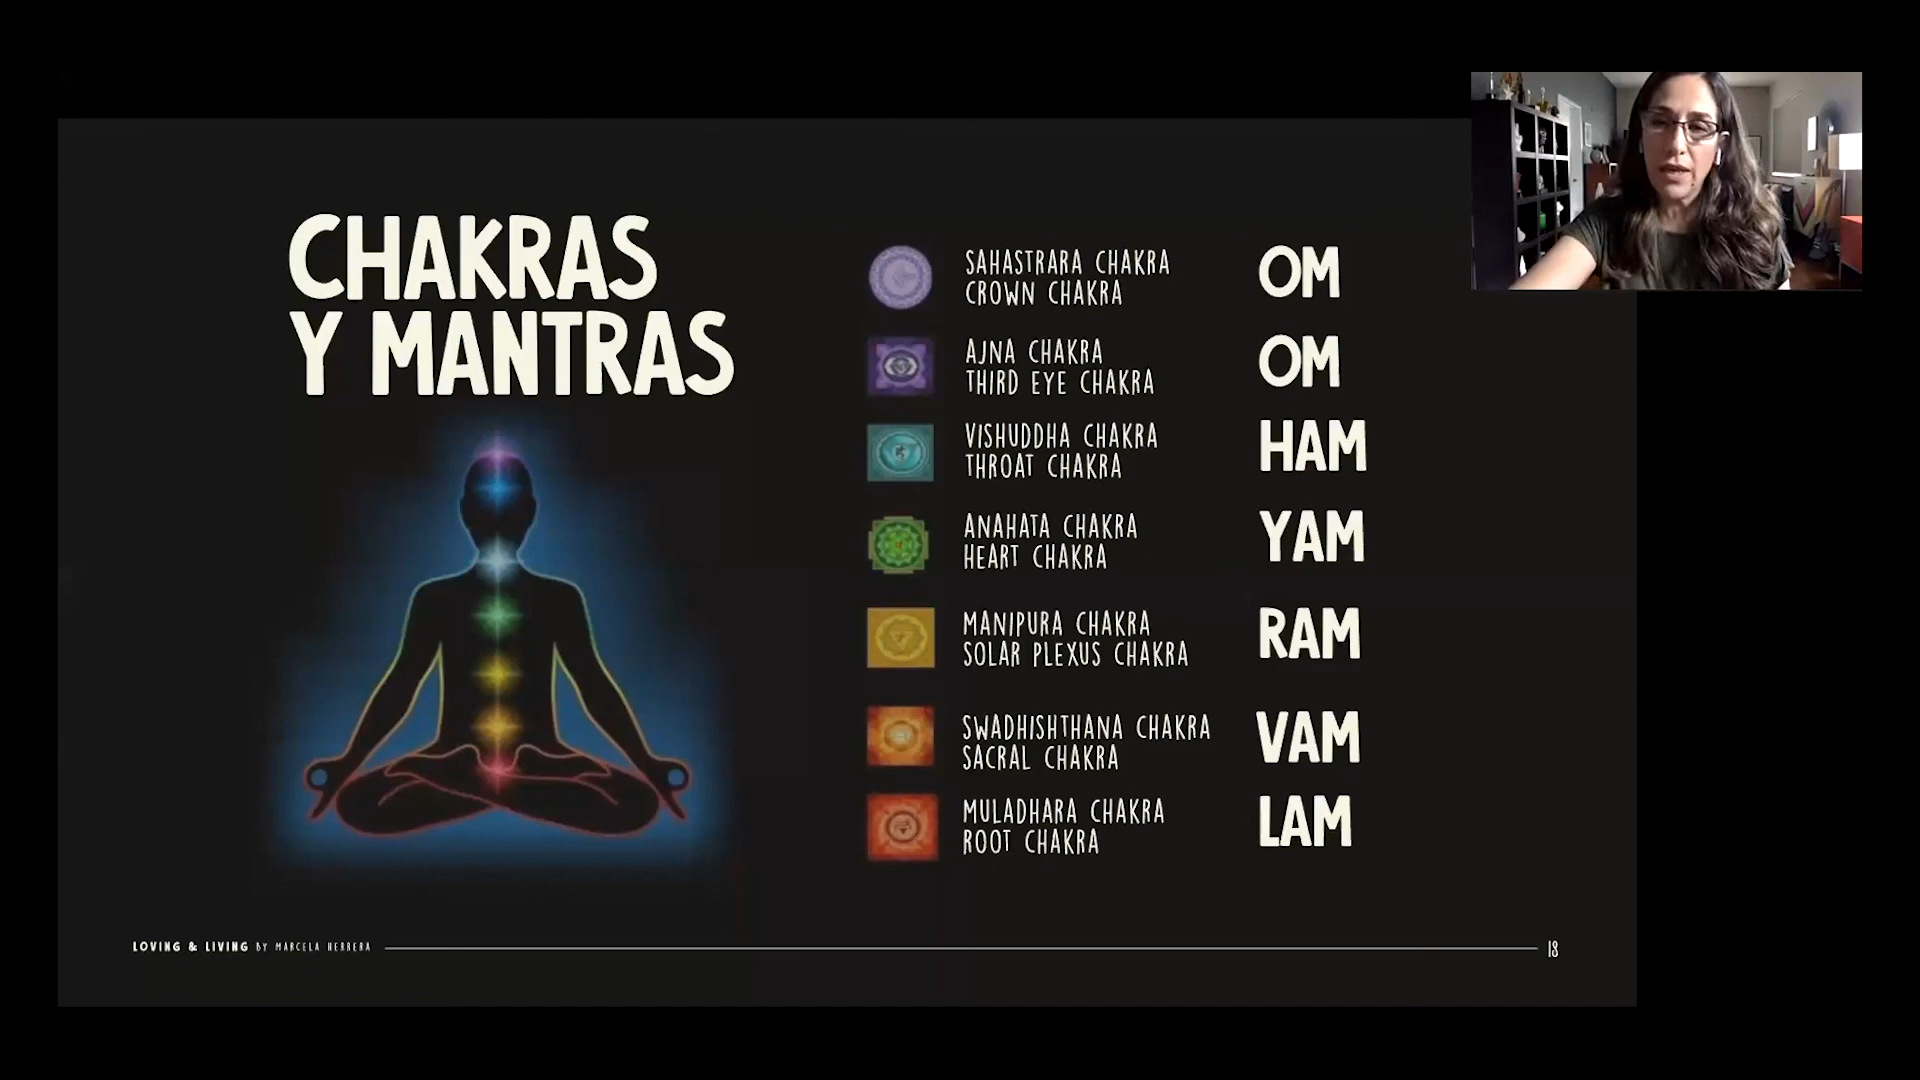 CHAKRAS
Y MANTRAS
SAHASTRARA CHAKRA
CROWN CHAKRA
OM
AJNA CHAKRA
THIRD EYE CHAKRA
OM
VISHUDDHA CHAKRA
THROAT CHAKRA
HAM
ANAHATA CHAKRA
HEART CHAKRA
YAM
MANIPURA CHAKRA
SOLAR PLEXUS CHAKRA
RAM
SWADHISHTHANA CHAKRA
SACRAL CHAKRA
VAM
MULADHARA CHAKRA
ROOT CHAKRA
LAM
LOVING & LIVING BY MARCELA HERRERA
18